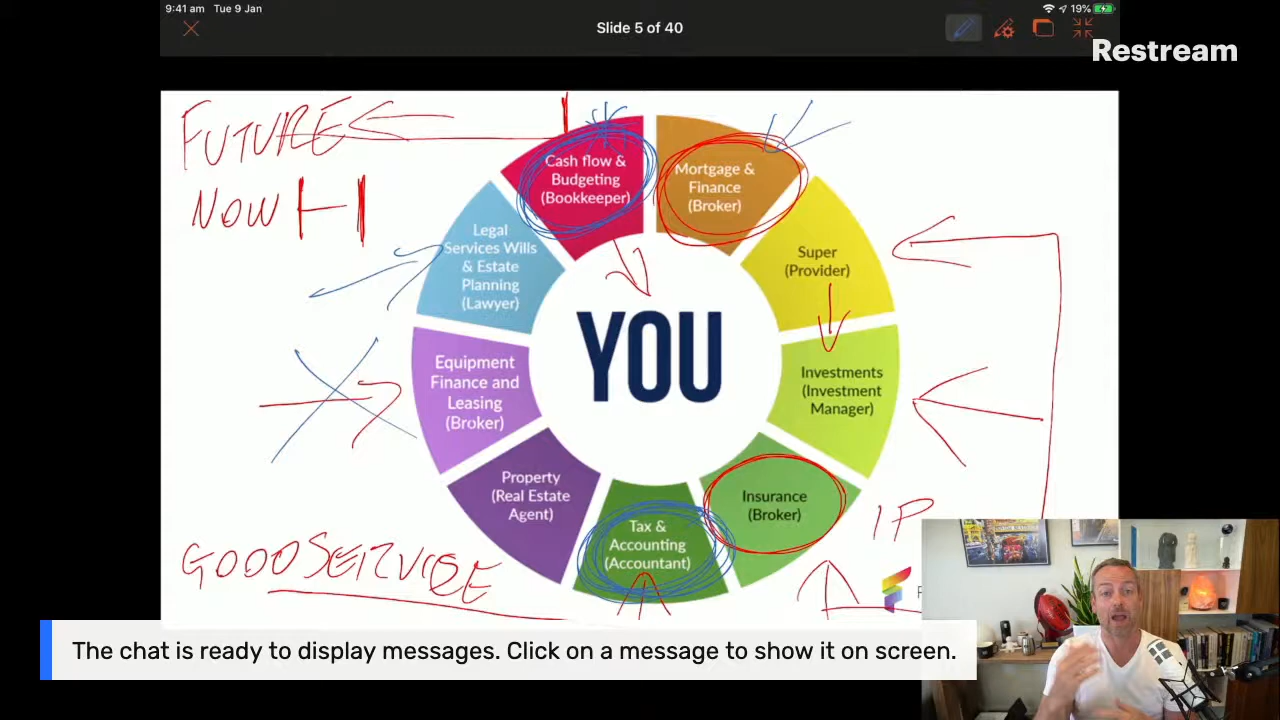 9:41 am Tue 9 Jan
19%
Slide 5 of 40
Restream
FUTURE
NOW
Cash flow &
Budgeting
(Bookkeeper)
Mortgage &
Finance
(Broker)
Legal
Services Wills
& Estate
Planning
(Lawyer)
Super
(Provider)
YOU
Equipment
Finance and
Leasing
(Broker)
Investments
(Investment
Manager)
Property
(Real Estate
Agent)
Insurance
(Broker)
Tax &
Accounting
(Accountant)
IP
GOOD SERVICE
The chat is ready to display messages. Click on a message to show it on screen.